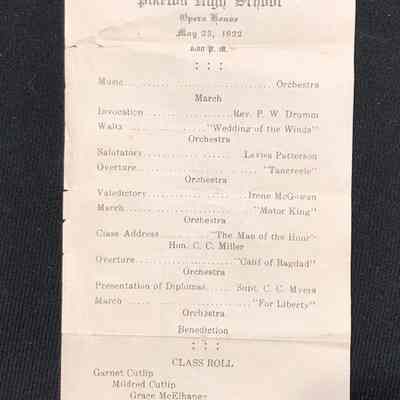 Piketon High School
Opera House
May 23, 1922
8:00 P. M.
Music Orchestra
March
Invocation Rev. P. W. Drumm
Waltz "Wedding of the Winds"
Orchestra
Salutatory Lavies Patterson
Overture "Tancreele"
Orchestra
Valedictory Irene McGowan
March "Motor King"
Orchestra
Class Address "The Man of the Hour"
Hon. C. C. Miller
Overture "Calif of Bagdad"
Orchestra
Presentation of Diplomas Supt. C. C. Myers
March "For Liberty"
Orchestra
Benediction
CLASS ROLL
Garnet Cutlip
Mildred Cutlip
Grace McElhaney